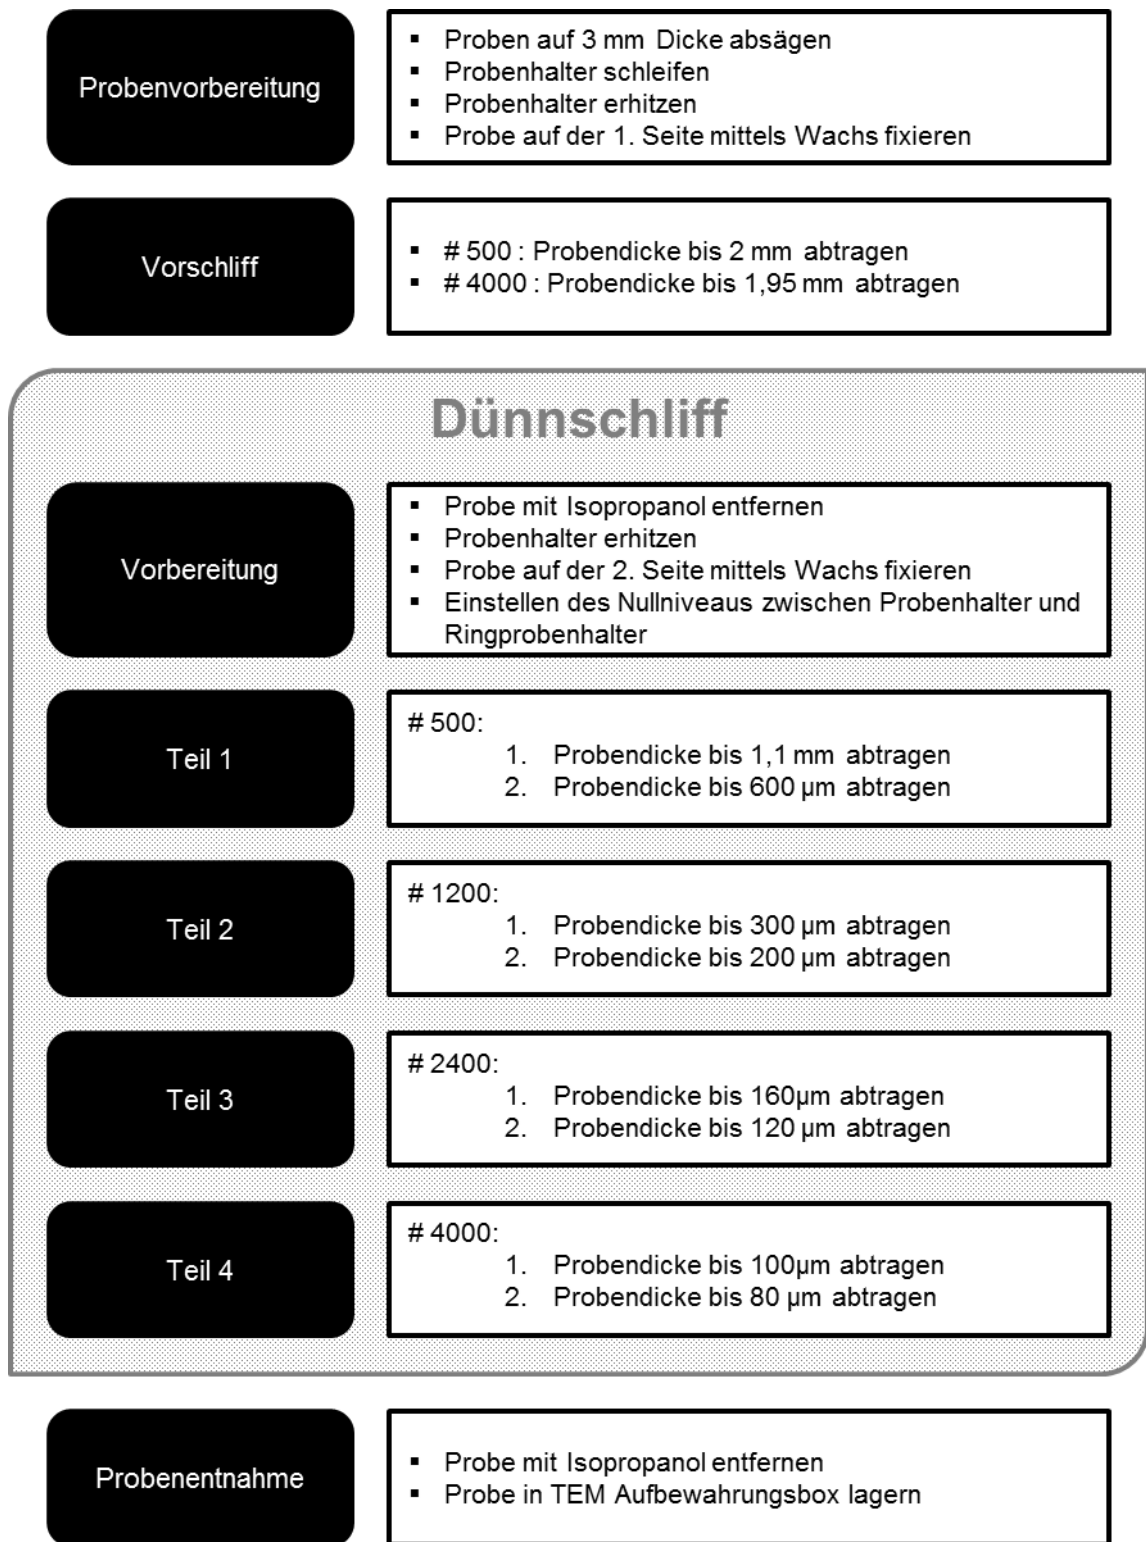 Probenvorbereitung
▪ Proben auf 3 mm Dicke absägen
▪ Probenhalter schleifen
▪ Probenhalter erhitzen
▪ Probe auf der 1. Seite mittels Wachs fixieren
Vorschliff
▪ # 500 : Probendicke bis 2 mm abtragen
▪ # 4000 : Probendicke bis 1,95 mm abtragen
Dünnschliff
Vorbereitung
▪ Probe mit Isopropanol entfernen
▪ Probenhalter erhitzen
▪ Probe auf der 2. Seite mittels Wachs fixieren
▪ Einstellen des Nullniveaus zwischen Probenhalter und
Ringprobenhalter
Teil 1
# 500:
1. Probendicke bis 1,1 mm abtragen
2. Probendicke bis 600 µm abtragen
Teil 2
# 1200:
1. Probendicke bis 300 µm abtragen
2. Probendicke bis 200 µm abtragen
Teil 3
# 2400:
1. Probendicke bis 160µm abtragen
2. Probendicke bis 120 µm abtragen
Teil 4
# 4000:
1. Probendicke bis 100µm abtragen
2. Probendicke bis 80 µm abtragen
Probenentnahme
▪ Probe mit Isopropanol entfernen
▪ Probe in TEM Aufbewahrungsbox lagern